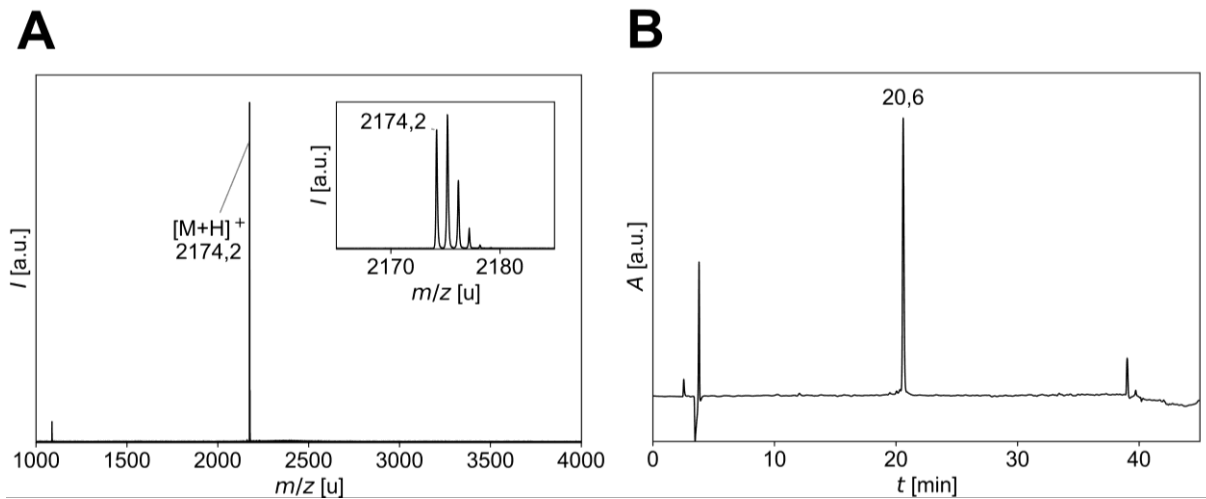 A
I [a.u.]
[M+H]+
2174,2
1000 1500 2000 2500 3000 3500 4000
m/z [u]
I [a.u.]
2174,2
2170 2180
m/z [u]
B
A [a.u.]
20,6
0 10 20 30 40
t [min]